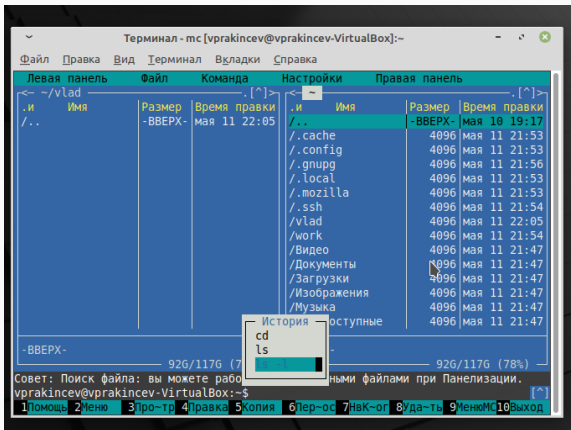 Терминал - mc [vprakincev@vprakincev-VirtualBox]:~
Файл Правка Вид Терминал Вкладки Справка
Левая панель Файл Команда Настройки Правая панель
<- ~/vlad .[^]> <- ~ .[^]>
.и Имя Размер Время правки .и Имя Размер Время правки
/.. -ВВЕРХ- мая 11 22:05 /.. -ВВЕРХ- мая 10 19:17
/.cache 4096 мая 11 21:53
/.config 4096 мая 11 21:53
/.gnupg 4096 мая 11 21:56
/.local 4096 мая 11 21:53
/.mozilla 4096 мая 11 21:53
/.ssh 4096 мая 11 21:54
/vlad 4096 мая 11 22:05
/work 4096 мая 11 21:54
/Видео 4096 мая 11 21:47
/Документы 4096 мая 11 21:47
/Загрузки 4096 мая 11 21:47
/Изображения 4096 мая 11 21:47
/Музыка 4096 мая 11 21:47
оступные 4096 мая 11 21:47
История
cd
ls
-ВВЕРХ- -
92G/117G (7 92G/117G (78%)
Совет: Поиск файла: вы можете рабо ными файлами при Панелизации.
vprakincev@vprakincev-VirtualBox:~$ [^]
1Помощь 2Меню 3Про~тр 4Правка 5Копия 6Пер~ос 7НвК~ог 8Уда~ть 9МенюMC 10Выход